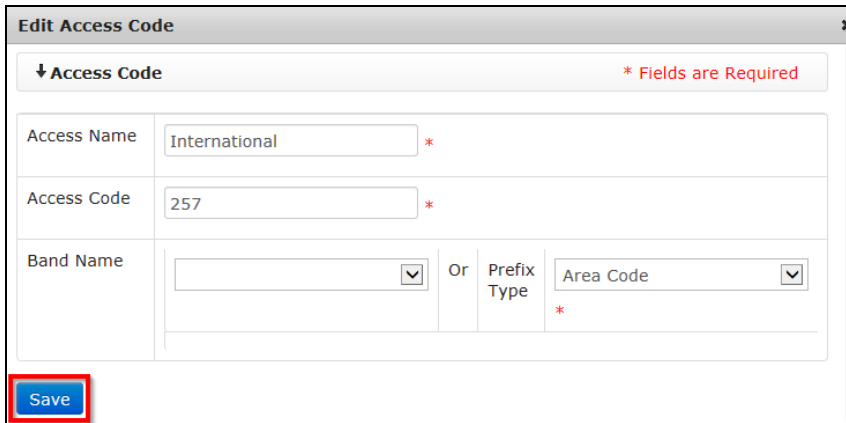 Edit Access Code
Access Code * Fields are Required
Access Name International *
Access Code 257 *
Band Name Or Prefix Type Area Code *
Save